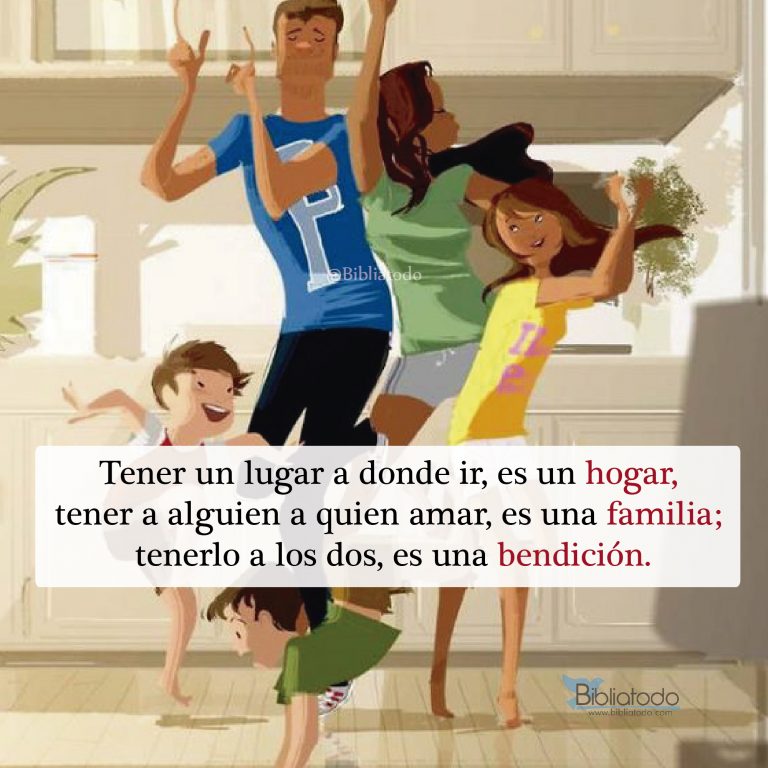 P
@Bibliatodo
Tener un lugar a donde ir, es un hogar,
tener a alguien a quien amar, es una familia;
tenerlo a los dos, es una bendición.
Bibliatodo
www.bibliatodo.com